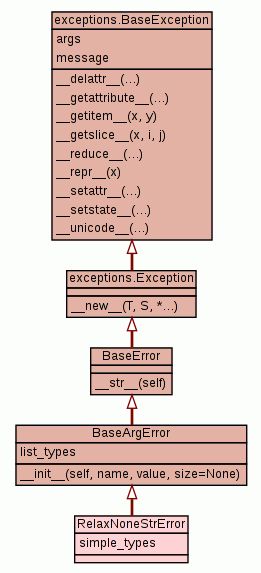 exceptions.BaseException
args
message
__delattr__(...)
__getattribute__(...)
__getitem__(x, y)
__getslice__(x, i, j)
__reduce__(...)
__repr__(x)
__setattr__(...)
__setstate__(...)
__unicode__(...)
exceptions.Exception
__new__(T, S, *...)
BaseError
__str__(self)
BaseArgError
list_types
__init__(self, name, value, size=None)
RelaxNoneStrError
simple_types